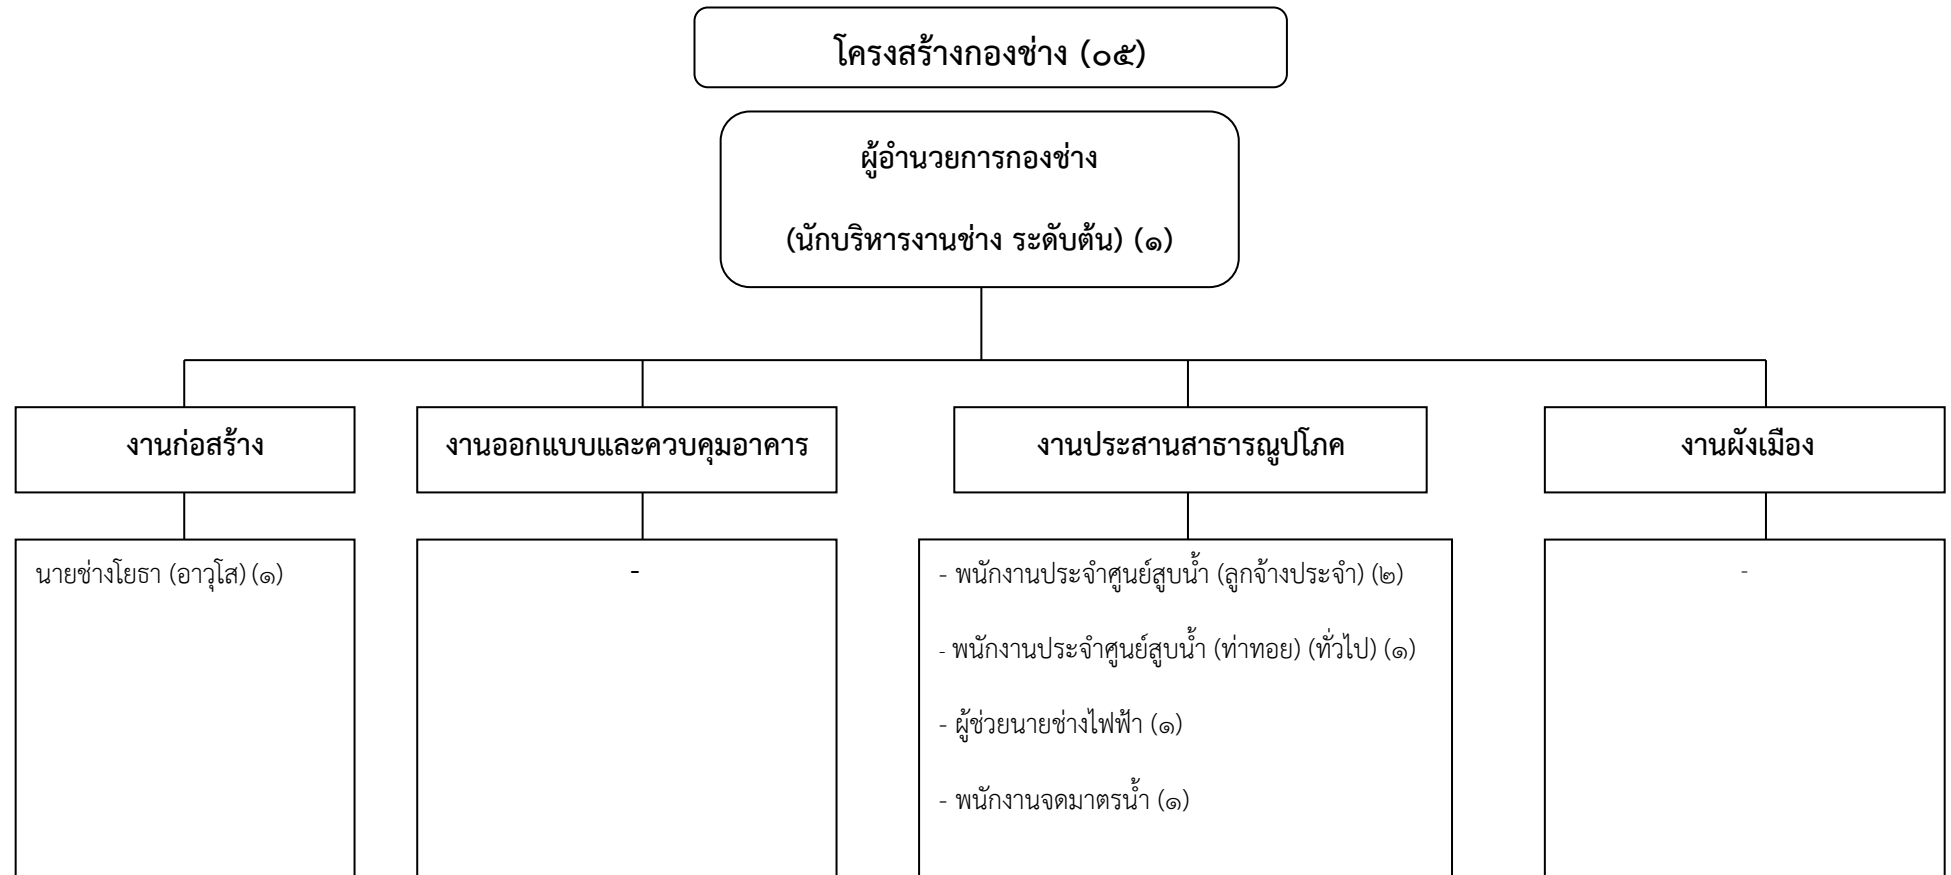 โครงสร้างกองช่าง (๐๕)
ผู้อำนวยการกองช่าง
(นักบริหารงานช่าง ระดับต้น) (๑)
งานก่อสร้าง
งานออกแบบและควบคุมอาคาร
งานประสานสาธารณูปโภค
งานผังเมือง
นายช่างโยธา (อาวุโส) (๑)
-
- พนักงานประจำศูนย์สูบน้ำ (ลูกจ้างประจำ) (๒)
- พนักงานประจำศูนย์สูบน้ำ (ท่าทอย) (ทั่วไป) (๑)
- ผู้ช่วยนายช่างไฟฟ้า (๑)
- พนักงานจดมาตรน้ำ (๑)
-